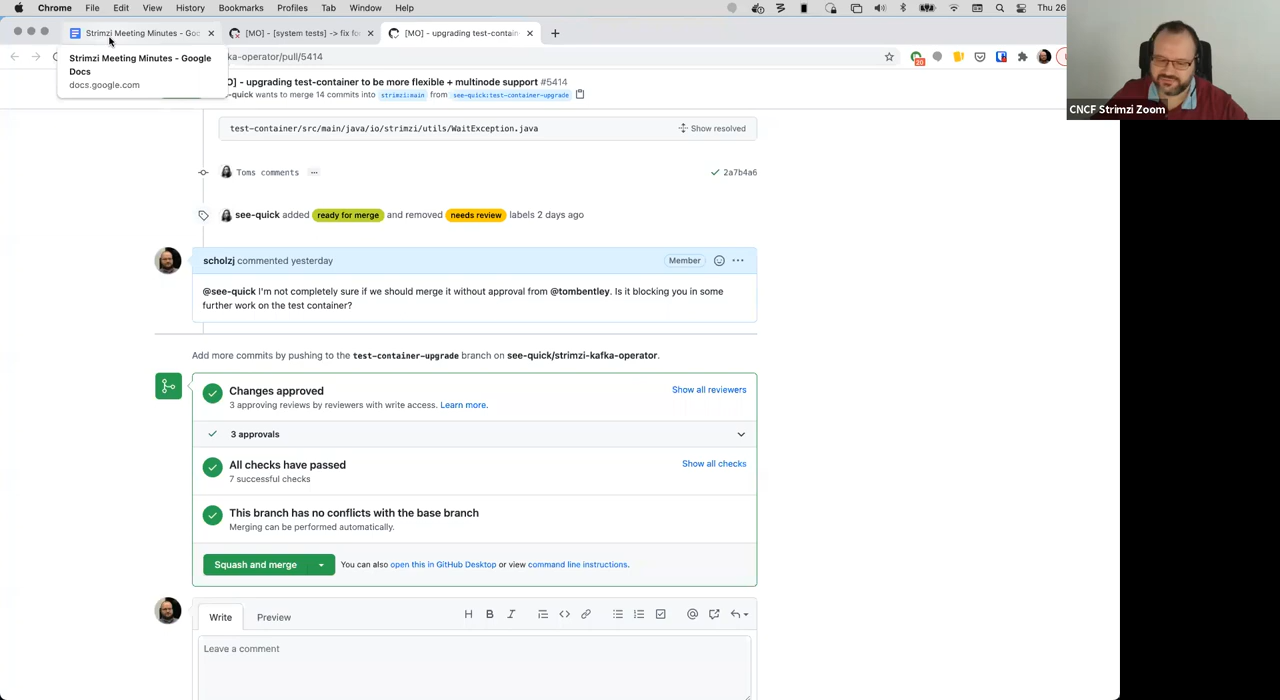 Chrome File Edit View History Bookmarks Profiles Tab Window Help Thu 26
Strimzi Meeting Minutes - Goo
[MO] - [system tests] -> fix fo
[MO] - upgrading test-contain
Strimzi Meeting Minutes - Google
Docs
docs.google.com
ka-operator/pull/5414
20
O] - upgrading test-container to be more flexible + multinode support #5414
-quick wants to merge 14 commits into strimzi:main from see-quick:test-container-upgrade
test-container/src/main/java/io/strimzi/utils/WaitException.java
Show resolved
Toms comments ...
2a7b4a6
see-quick added ready for merge and removed needs review labels 2 days ago
scholzj commented yesterday
Member
@see-quick I'm not completely sure if we should merge it without approval from @tombentley. Is it blocking you in some
further work on the test container?
Add more commits by pushing to the test-container-upgrade branch on see-quick/strimzi-kafka-operator.
Changes approved
Show all reviewers
3 approving reviews by reviewers with write access. Learn more.
3 approvals
All checks have passed
Show all checks
7 successful checks
This branch has no conflicts with the base branch
Merging can be performed automatically.
Squash and merge
You can also open this in GitHub Desktop or view command line instructions.
Write Preview
Leave a comment
CNCF Strimzi Zoom